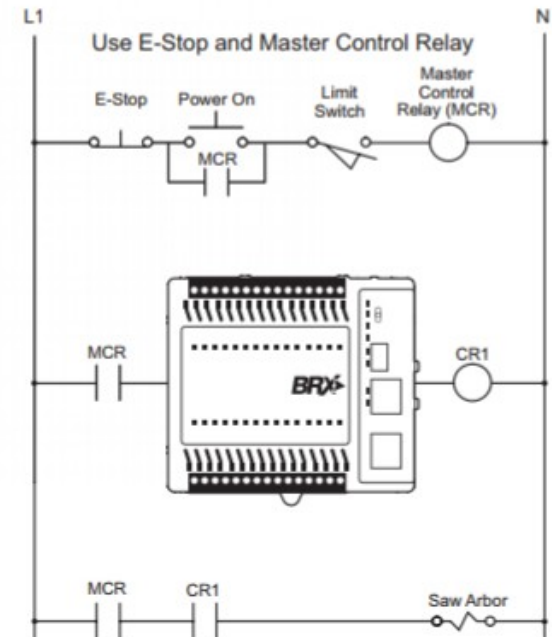 L1
N
Use E-Stop and Master Control Relay
E-Stop
Power On
Limit
Switch
Master
Control
Relay (MCR)
MCR
MCR
BRX
CR1
MCR
CR1
Saw Arbor